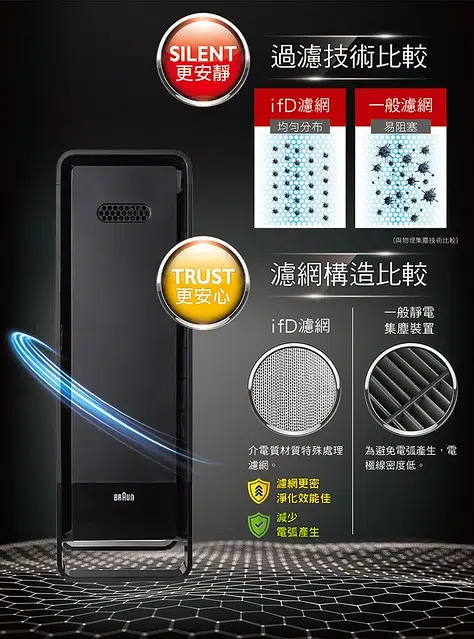 SILENT
更安靜
過濾技術比較
ifD濾網
均勻分布
一般濾網
易阻塞
(與物理集塵技術比較)
TRUST
更安心
濾網構造比較
ifD濾網
介電質材質特殊處理
濾網。
濾網更密
淨化效能佳
減少
電弧產生
一般靜電
集塵裝置
為避免電弧產生，電
極線密度低。
BRAUN